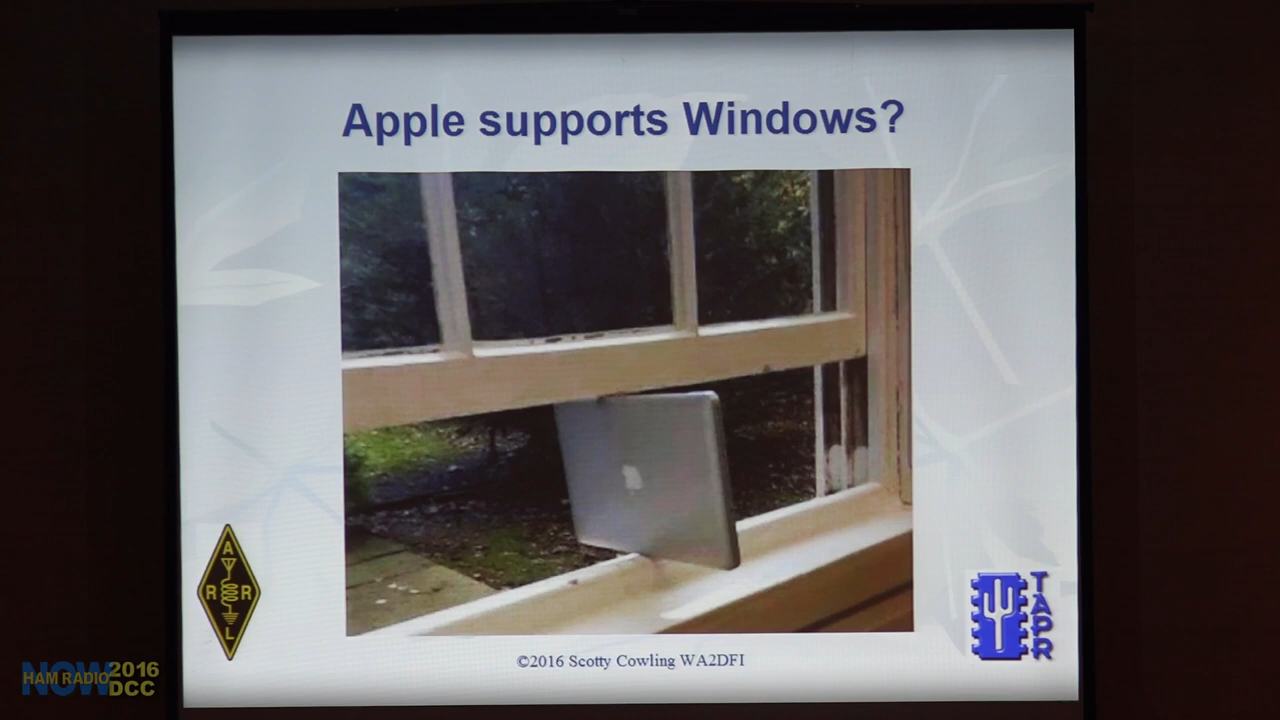 Apple supports Windows?
A
R R
L
TAPR
©2016 Scotty Cowling WA2DFI
HAM RADIO
NOW
2016
DCC